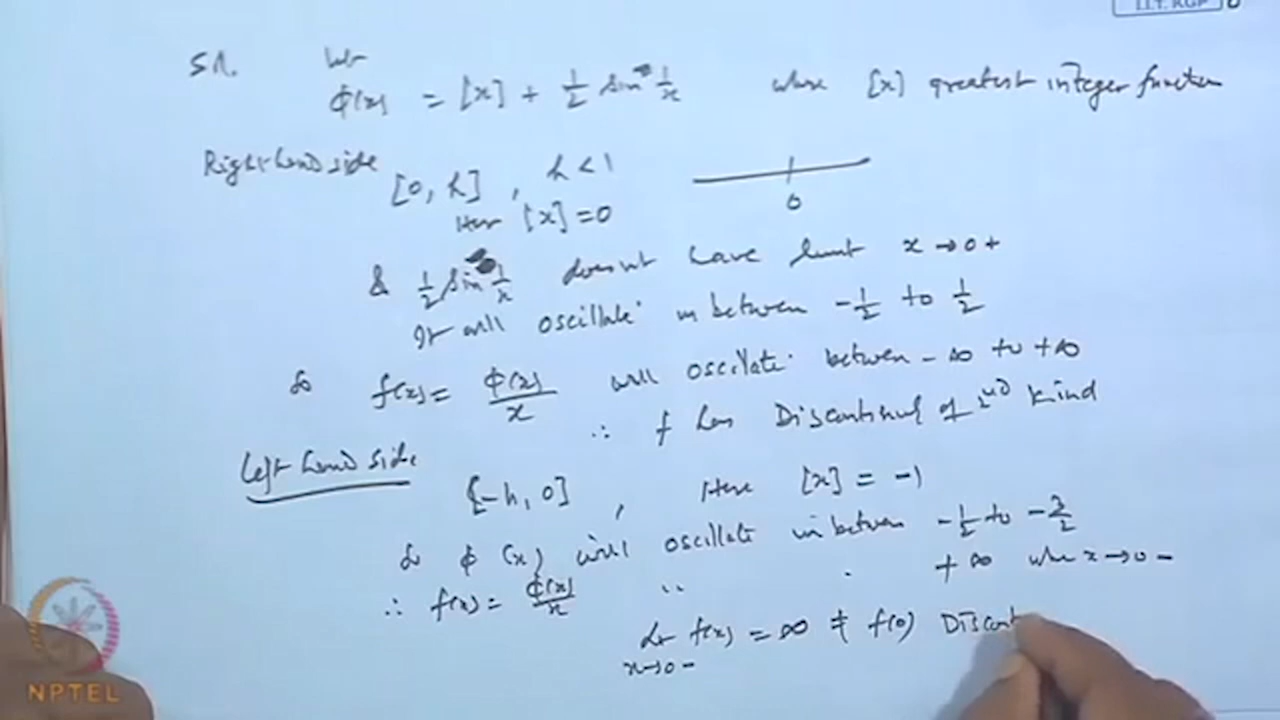 I.I.T. KGP
Sol. Let
φ(x) = [x] + 1/2 sin 1/x where [x] greatest integer function
Right hand side [0, h] , h < 1
0
Here [x] = 0
& 1/2 sin 1/x doesn't have limit x → 0+
It will oscillate in between -1/2 to 1/2
So f(x) = φ(x)/x will oscillate between -∞ to +∞
∴ f has Discontinuity of 2nd Kind
Left hand side
[-h, 0] , Here [x] = -1
So φ(x) will oscillate in between -1/2 to -3/2
∴ f(x) = φ(x)/x " +∞ when x → 0-
Lt f(x) = ∞ ≠ f(0) Discont
x→0-
NPTEL